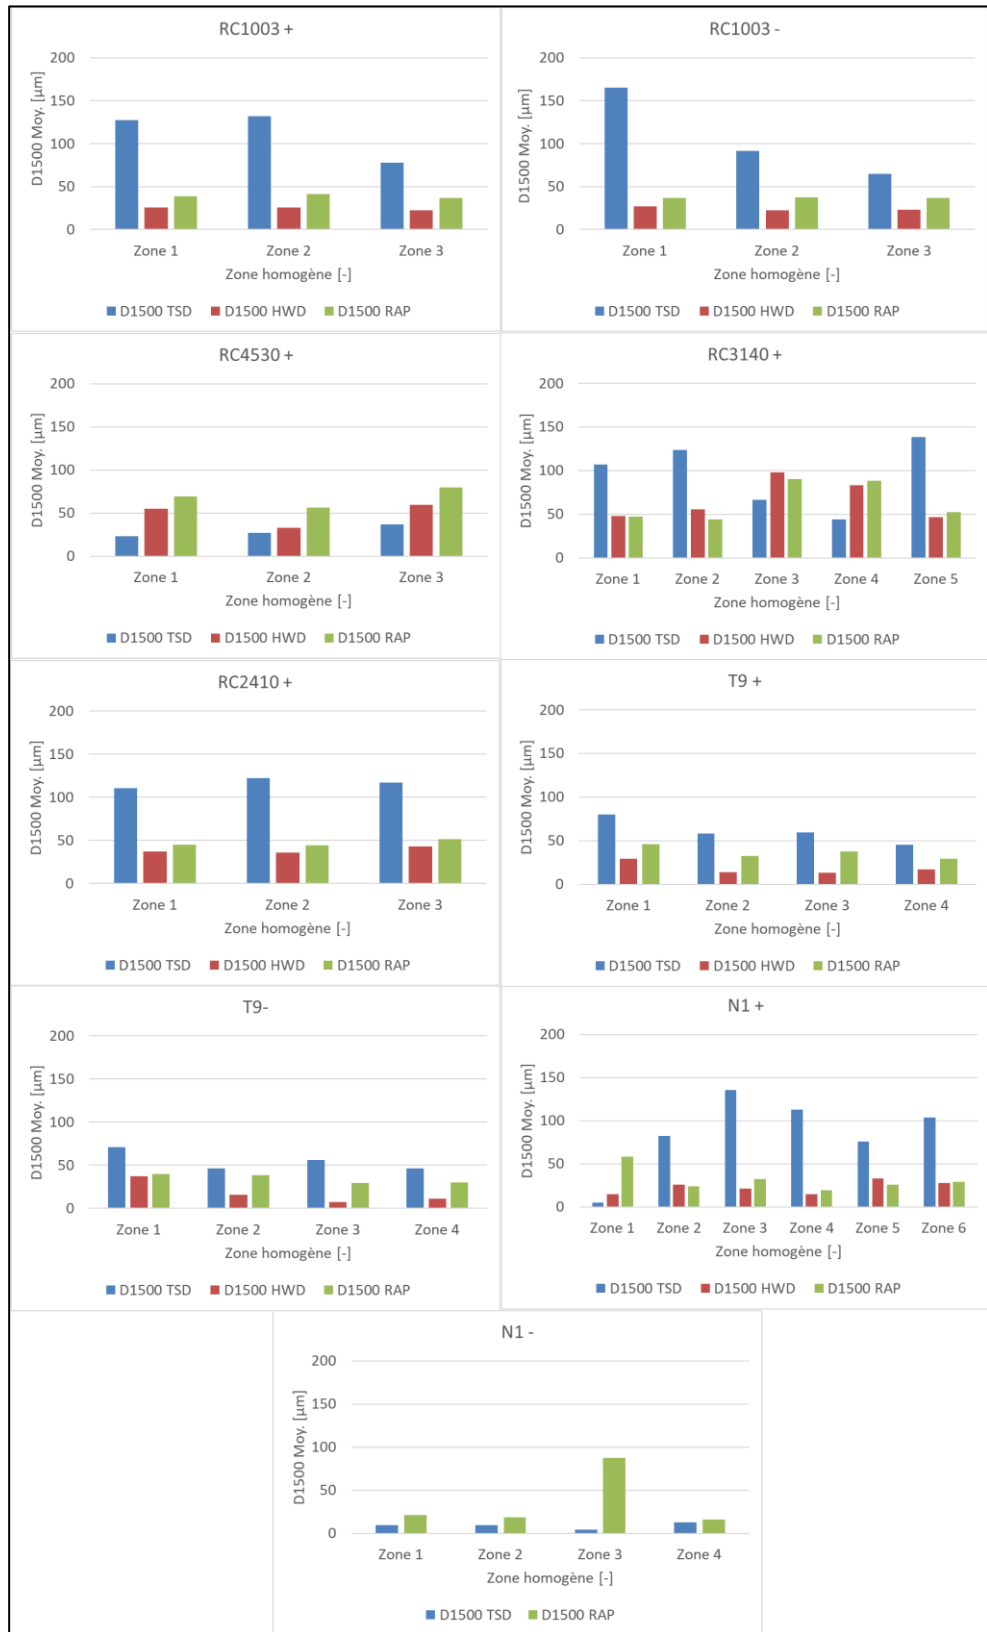 RC1003 +
D1500 Moy. [µm]
200
150
100
50
0
Zone 1 Zone 2 Zone 3
Zone homogène [-]
D1500 TSD D1500 HWD D1500 RAP
RC1003 -
D1500 Moy. [µm]
200
150
100
50
0
Zone 1 Zone 2 Zone 3
Zone homogène [-]
D1500 TSD D1500 HWD D1500 RAP
RC4530 +
D1500 Moy. [µm]
200
150
100
50
0
Zone 1 Zone 2 Zone 3
Zone homogène [-]
D1500 TSD D1500 HWD D1500 RAP
RC3140 +
D1500 Moy. [µm]
200
150
100
50
0
Zone 1 Zone 2 Zone 3 Zone 4 Zone 5
Zone homogène [-]
D1500 TSD D1500 HWD D1500 RAP
RC2410 +
D1500 Moy. [µm]
200
150
100
50
0
Zone 1 Zone 2 Zone 3
Zone homogène [-]
D1500 TSD D1500 HWD D1500 RAP
T9 +
D1500 Moy. [µm]
200
150
100
50
0
Zone 1 Zone 2 Zone 3 Zone 4
Zone homogène [-]
D1500 TSD D1500 HWD D1500 RAP
T9-
D1500 Moy. [µm]
200
150
100
50
0
Zone 1 Zone 2 Zone 3 Zone 4
Zone homogène [-]
D1500 TSD D1500 HWD D1500 RAP
N1 +
D1500 Moy. [µm]
200
150
100
50
0
Zone 1 Zone 2 Zone 3 Zone 4 Zone 5 Zone 6
Zone homogène [-]
D1500 TSD D1500 HWD D1500 RAP
N1 -
D1500 Moy. [µm]
200
150
100
50
0
Zone 1 Zone 2 Zone 3 Zone 4
Zone homogène [-]
D1500 TSD D1500 RAP